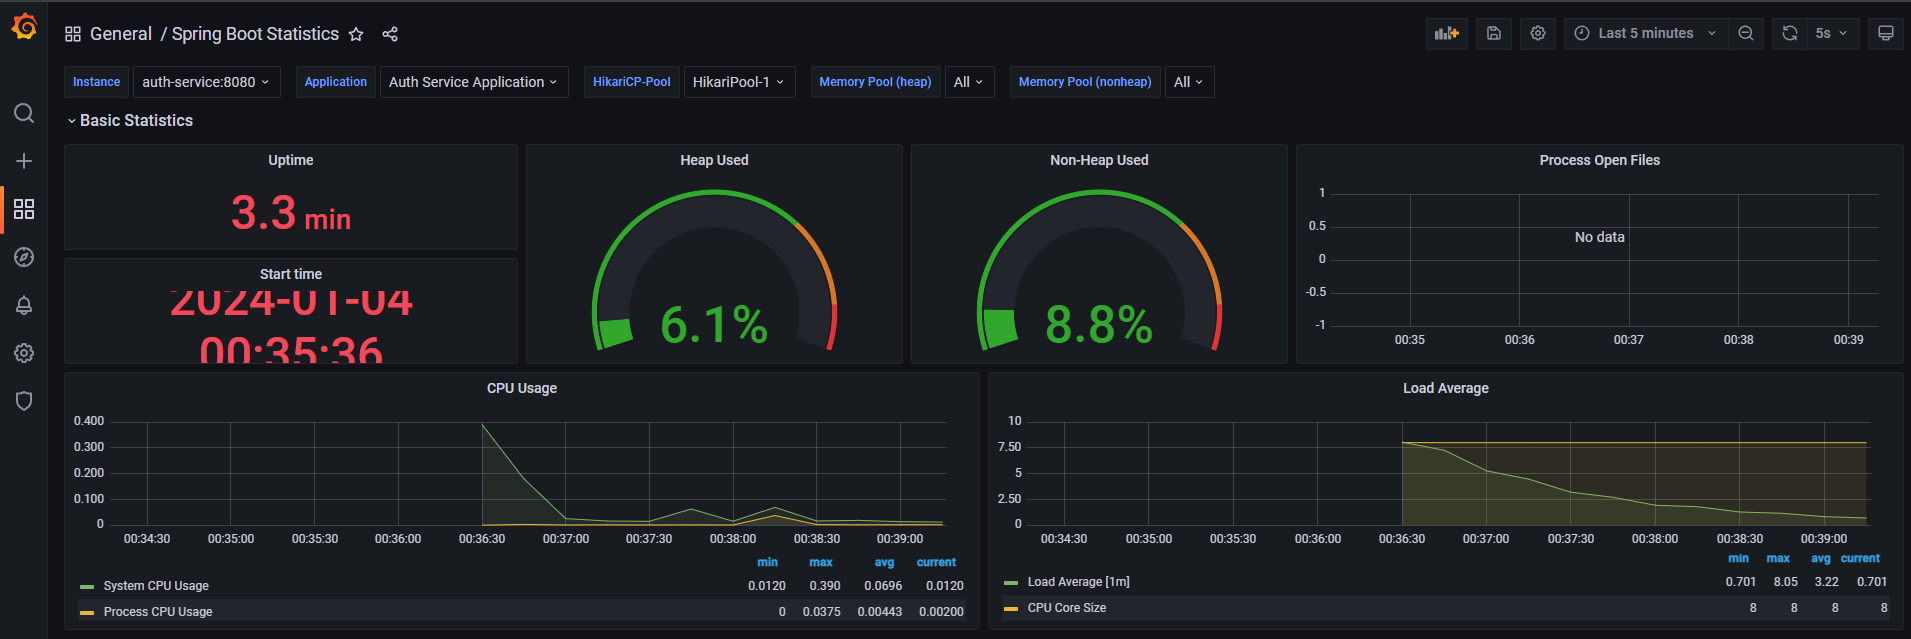 General / Spring Boot Statistics
Last 5 minutes
5s
Instance auth-service:8080 Application Auth Service Application HikariCP-Pool HikariPool-1 Memory Pool (heap) All Memory Pool (nonheap) All
Basic Statistics
Uptime
3.3 min
Start time
2024-01-04
00:35:36
Heap Used
6.1%
Non-Heap Used
8.8%
Process Open Files
1
0.5
0
-0.5
-1
No data
00:35 00:36 00:37 00:38 00:39
CPU Usage
0.400
0.300
0.200
0.100
0
00:34:30 00:35:00 00:35:30 00:36:00 00:36:30 00:37:00 00:37:30 00:38:00 00:38:30 00:39:00
min max avg current
System CPU Usage 0.0120 0.390 0.0696 0.0120
Process CPU Usage 0 0.0375 0.00443 0.00200
Load Average
10
7.50
5
2.50
0
00:34:30 00:35:00 00:35:30 00:36:00 00:36:30 00:37:00 00:37:30 00:38:00 00:38:30 00:39:00
min max avg current
Load Average [1m] 0.701 8.05 3.22 0.701
CPU Core Size 8 8 8 8